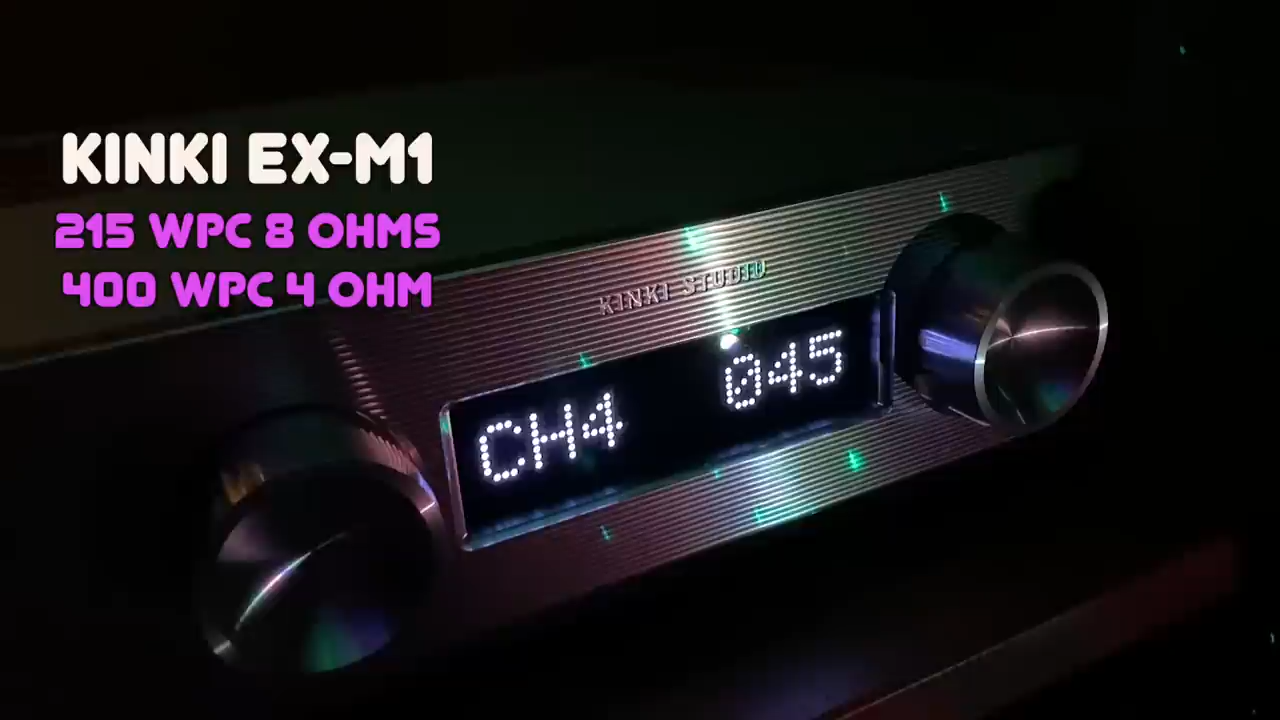 KINKI EX-M1
215 WPC 8 OHMS
400 WPC 4 OHM
KINKI STUDIO
CH4 045